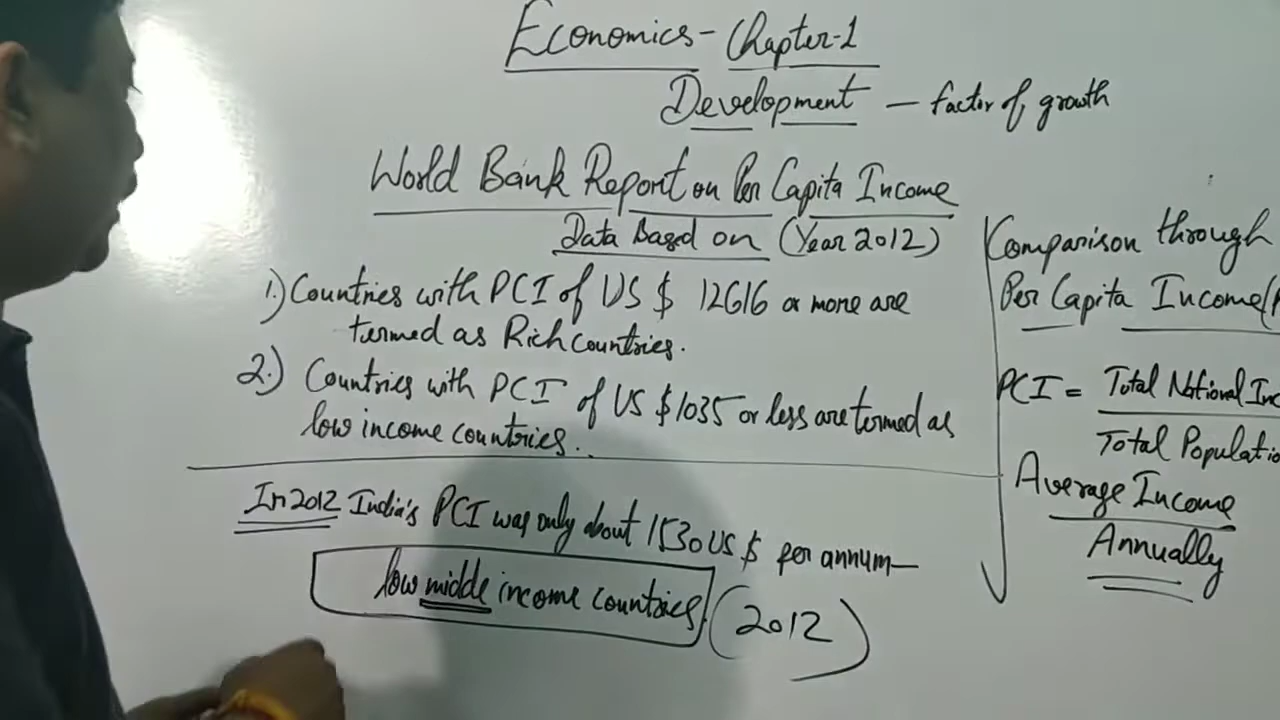 Economics - Chapter-1
Development - factor of growth
World Bank Report on Per Capita Income
Data Based on (Year 2012)
1.) Countries with PCI of US $ 12616 or more are
termed as Rich countries.
2.) Countries with PCI of US $1035 or less are termed as
low income countries.
In 2012 India's PCI was only about 1530 US $ per annum-
low middle income countries. (2012)
Comparison through
Per Capita Income (P
PCI = Total National Inc
Total Populatio
Average Income
Annually